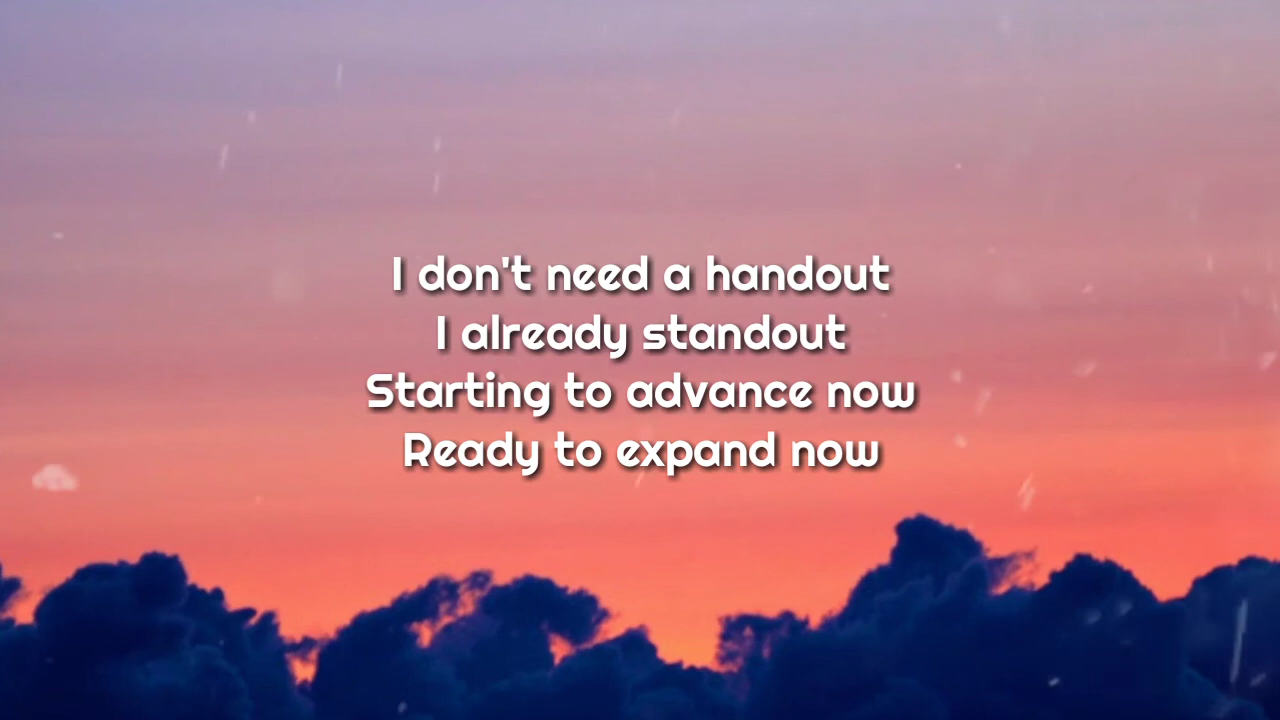 I don't need a handout
I already standout
Starting to advance now
Ready to expand now